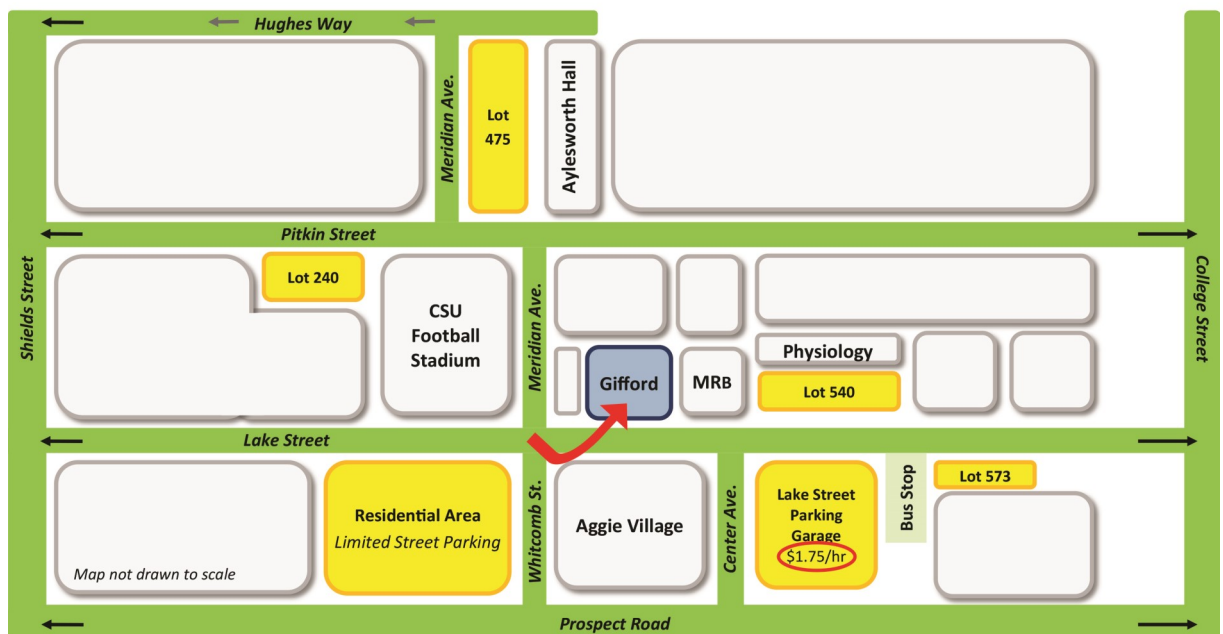 Hughes Way
Meridian Ave.
Lot
475
Aylesworth Hall
Pitkin Street
Shields Street
Lot 240
CSU
Football
Stadium
Meridian Ave.
Gifford
MRB
Physiology
Lot 540
College Street
Lake Street
Residential Area
Limited Street Parking
Map not drawn to scale
Whitcomb St.
Aggie Village
Center Ave.
Lake Street
Parking
Garage
$1.75/hr
Bus Stop
Lot 573
Prospect Road